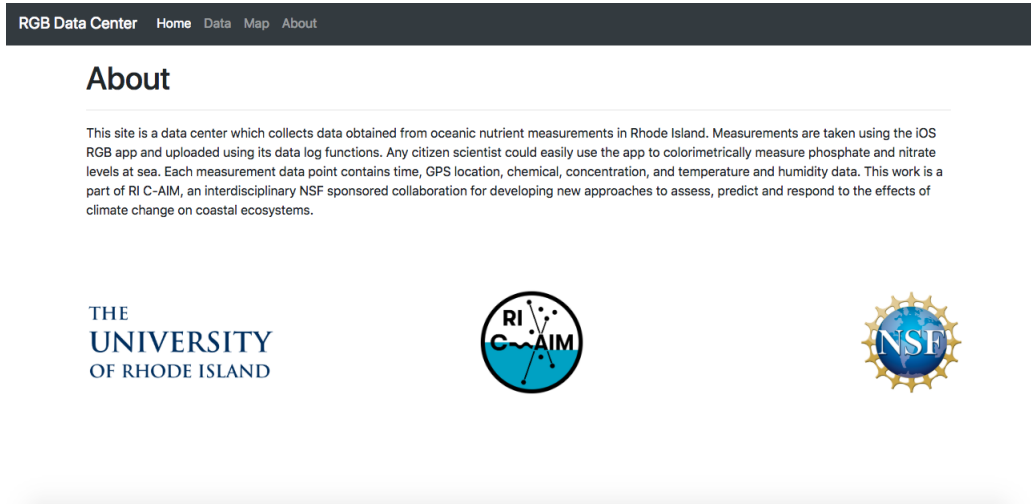 RGB Data Center Home Data Map About
About
This site is a data center which collects data obtained from oceanic nutrient measurements in Rhode Island. Measurements are taken using the iOS
RGB app and uploaded using its data log functions. Any citizen scientist could easily use the app to colorimetrically measure phosphate and nitrate
levels at sea. Each measurement data point contains time, GPS location, chemical, concentration, and temperature and humidity data. This work is a
part of RI C-AIM, an interdisciplinary NSF sponsored collaboration for developing new approaches to assess, predict and respond to the effects of
climate change on coastal ecosystems.
THE
UNIVERSITY
OF RHODE ISLAND
RI
C~AIM
NSF